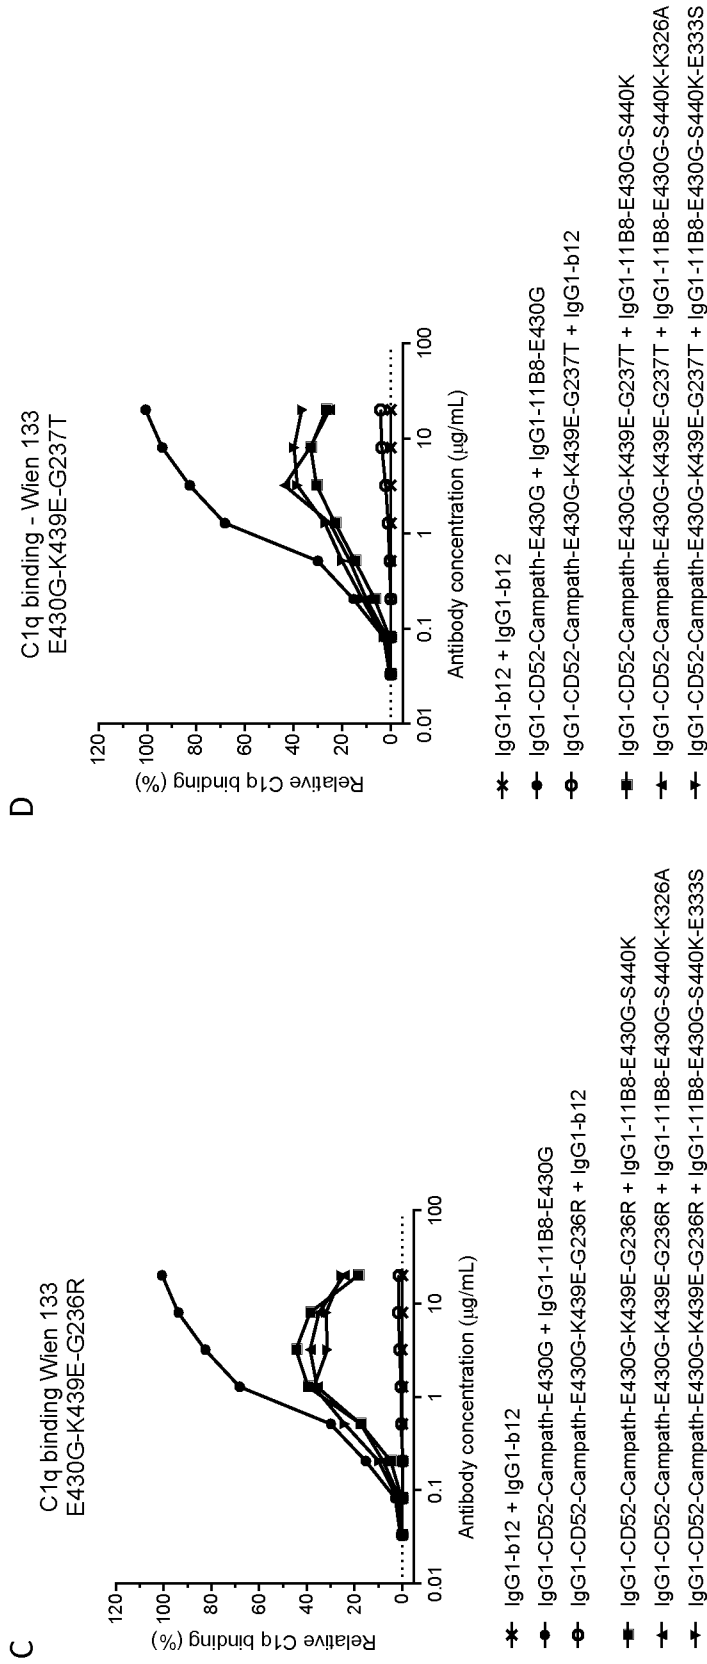 C
C1q binding Wien 133
E430G-K439E-G236R
Relative C1q binding (%)
120
100
80
60
40
20
0
0.01
0.1
1
10
100
Antibody concentration (µg/mL)
IgG1-b12 + IgG1-b12
IgG1-CD52-Campath-E430G + IgG1-11B8-E430G
IgG1-CD52-Campath-E430G-K439E-G236R + IgG1-b12
IgG1-CD52-Campath-E430G-K439E-G236R + IgG1-11B8-E430G-S440K
IgG1-CD52-Campath-E430G-K439E-G236R + IgG1-11B8-E430G-S440K-K326A
IgG1-CD52-Campath-E430G-K439E-G236R + IgG1-11B8-E430G-S440K-E333S
D
C1q binding - Wien 133
E430G-K439E-G237T
Relative C1q binding (%)
120
100
80
60
40
20
0
0.01
0.1
1
10
100
Antibody concentration (µg/mL)
IgG1-b12 + IgG1-b12
IgG1-CD52-Campath-E430G + IgG1-11B8-E430G
IgG1-CD52-Campath-E430G-K439E-G237T + IgG1-b12
IgG1-CD52-Campath-E430G-K439E-G237T + IgG1-11B8-E430G-S440K
IgG1-CD52-Campath-E430G-K439E-G237T + IgG1-11B8-E430G-S440K-K326A
IgG1-CD52-Campath-E430G-K439E-G237T + IgG1-11B8-E430G-S440K-E333S